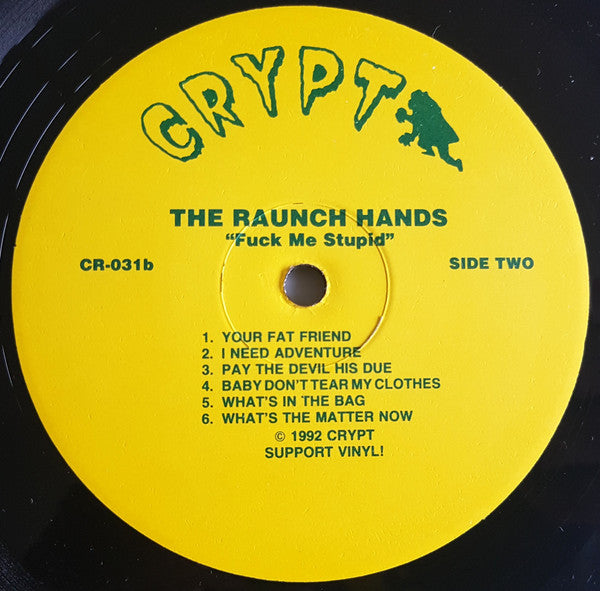 CRYPT
THE RAUNCH HANDS
"Fuck Me Stupid"
CR-031b
SIDE TWO
1. YOUR FAT FRIEND
2. I NEED ADVENTURE
3. PAY THE DEVIL HIS DUE
4. BABY DON'T TEAR MY CLOTHES
5. WHAT'S IN THE BAG
6. WHAT'S THE MATTER NOW
© 1992 CRYPT
SUPPORT VINYL!